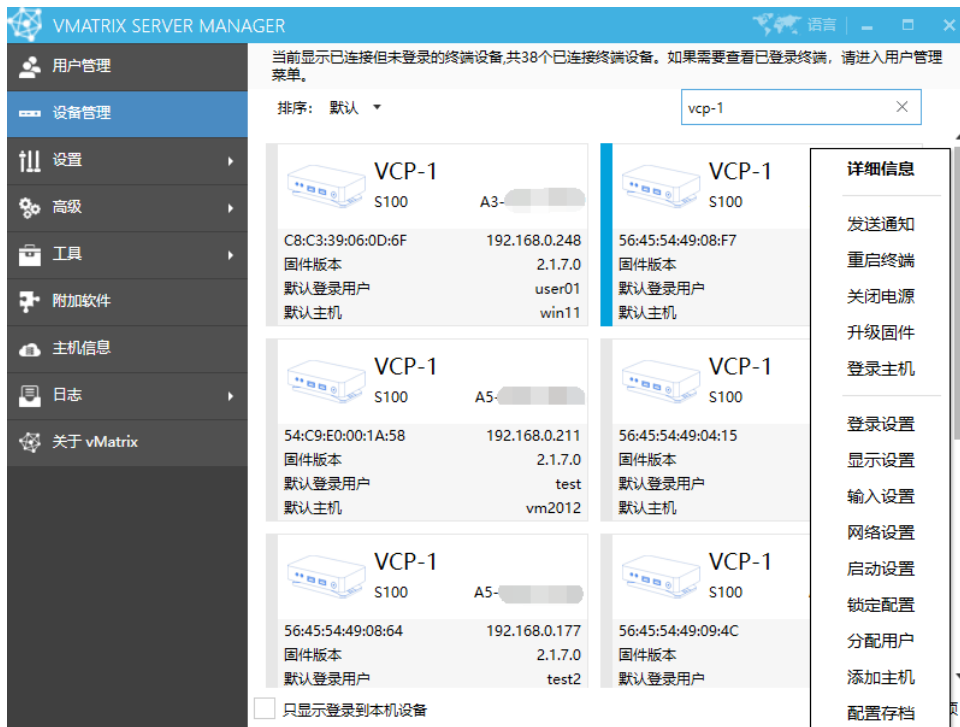 VMATRIX SERVER MANAGER
语言
用户管理
设备管理
设置
高级
工具
附加软件
主机信息
日志
关于 vMatrix
当前显示已连接但未登录的终端设备,共38个已连接终端设备。如果需要查看已登录终端，请进入用户管理
菜单。
排序： 默认
vcp-1
VCP-1
S100 A3-
C8:C3:39:06:0D:6F 192.168.0.248
固件版本 2.1.7.0
默认登录用户 user01
默认主机 win11
VCP-1
S100
56:45:54:49:08:F7
固件版本
默认登录用户
默认主机
VCP-1
S100 A5-
54:C9:E0:00:1A:58 192.168.0.211
固件版本 2.1.7.0
默认登录用户 test
默认主机 vm2012
VCP-1
S100
56:45:54:49:04:15
固件版本
默认登录用户
默认主机
VCP-1
S100 A5-
56:45:54:49:08:64 192.168.0.177
固件版本 2.1.7.0
默认登录用户 test2
VCP-1
S100
56:45:54:49:09:4C
固件版本
默认登录用户
详细信息
发送通知
重启终端
关闭电源
升级固件
登录主机
登录设置
显示设置
输入设置
网络设置
启动设置
锁定配置
分配用户
添加主机
配置存档
只显示登录到本机设备